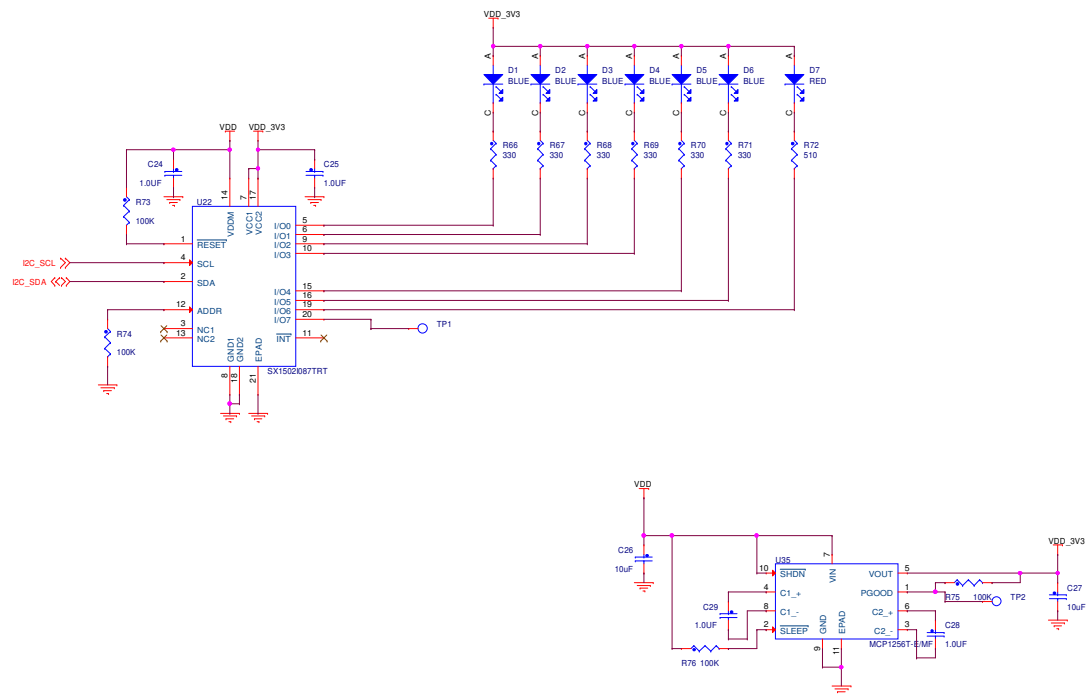 VDD_3V3
A A A A A A A
D1 D2 D3 D4 D5 D6 D7
BLUE BLUE BLUE BLUE BLUE BLUE RED
C C C C C C C
R66 R67 R68 R69 R70 R71 R72
330 330 330 330 330 330 510
VDD VDD_3V3
C24
1.0UF
C25
1.0UF
R73
100K
14
7
17
U22
VDDM
VCC1
VCC2
1 RESET
I2C_SCL
4 SCL
I2C_SDA
2 SDA
12 ADDR
3 NC1
13 NC2
I/O0 5
I/O1 6
I/O2 9
I/O3 10
I/O4 15
I/O5 16
I/O6 19
I/O7 20
TP1
INT 11
R74
100K
GND1
GND2
EPAD
8
18
21
SX1502I087TRT
VDD
C26
10uF
7
U35
VIN
10 SHDN
4 C1_+
8 C1_-
2 SLEEP
C29
1.0UF
R76 100K
VOUT 5
PGOOD 1
C2_+ 6
C2_- 3
GND
EPAD
9
11
MCP1256T-E/MF
R75 100K
TP2
C28
1.0UF
VDD_3V3
C27
10uF